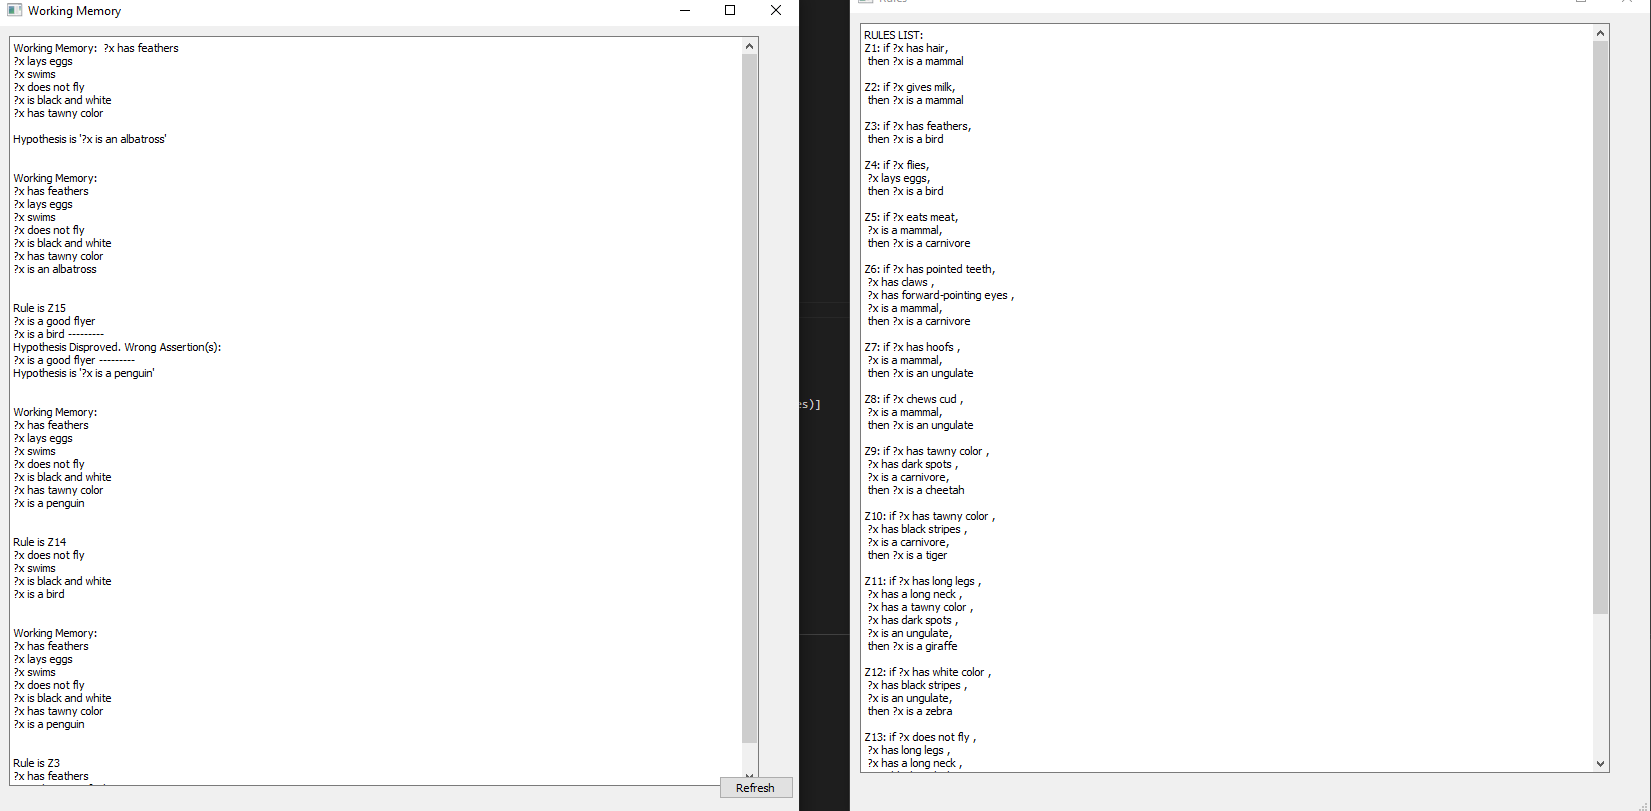 Working Memory
Working Memory:  ?x has feathers
?x lays eggs
?x swims
?x does not fly
?x is black and white
?x has tawny color
Hypothesis is '?x is an albatross'
Working Memory:
?x has feathers
?x lays eggs
?x swims
?x does not fly
?x is black and white
?x has tawny color
?x is an albatross
Rule is Z15
?x is a good flyer
?x is a bird ---------
Hypothesis Disproved. Wrong Assertion(s):
?x is a good flyer ---------
Hypothesis is '?x is a penguin'
Working Memory:
?x has feathers
?x lays eggs
?x swims
?x does not fly
?x is black and white
?x has tawny color
?x is a penguin
Rule is Z14
?x does not fly
?x swims
?x is black and white
?x is a bird
Working Memory:
?x has feathers
?x lays eggs
?x swims
?x does not fly
?x is black and white
?x has tawny color
?x is a penguin
Rule is Z3
?x has feathers
Refresh
es)]
Rules
RULES LIST:
Z1: if ?x has hair,
then ?x is a mammal
Z2: if ?x gives milk,
then ?x is a mammal
Z3: if ?x has feathers,
then ?x is a bird
Z4: if ?x flies,
?x lays eggs,
then ?x is a bird
Z5: if ?x eats meat,
?x is a mammal,
then ?x is a carnivore
Z6: if ?x has pointed teeth,
?x has claws ,
?x has forward-pointing eyes ,
?x is a mammal,
then ?x is a carnivore
Z7: if ?x has hoofs ,
?x is a mammal,
then ?x is an ungulate
Z8: if ?x chews cud ,
?x is a mammal,
then ?x is an ungulate
Z9: if ?x has tawny color ,
?x has dark spots ,
?x is a carnivore,
then ?x is a cheetah
Z10: if ?x has tawny color ,
?x has black stripes ,
?x is a carnivore,
then ?x is a tiger
Z11: if ?x has long legs ,
?x has a long neck ,
?x has a tawny color ,
?x has dark spots ,
?x is an ungulate,
then ?x is a giraffe
Z12: if ?x has white color ,
?x has black stripes ,
?x is an ungulate,
then ?x is a zebra
Z13: if ?x does not fly ,
?x has long legs ,
?x has a long neck ,